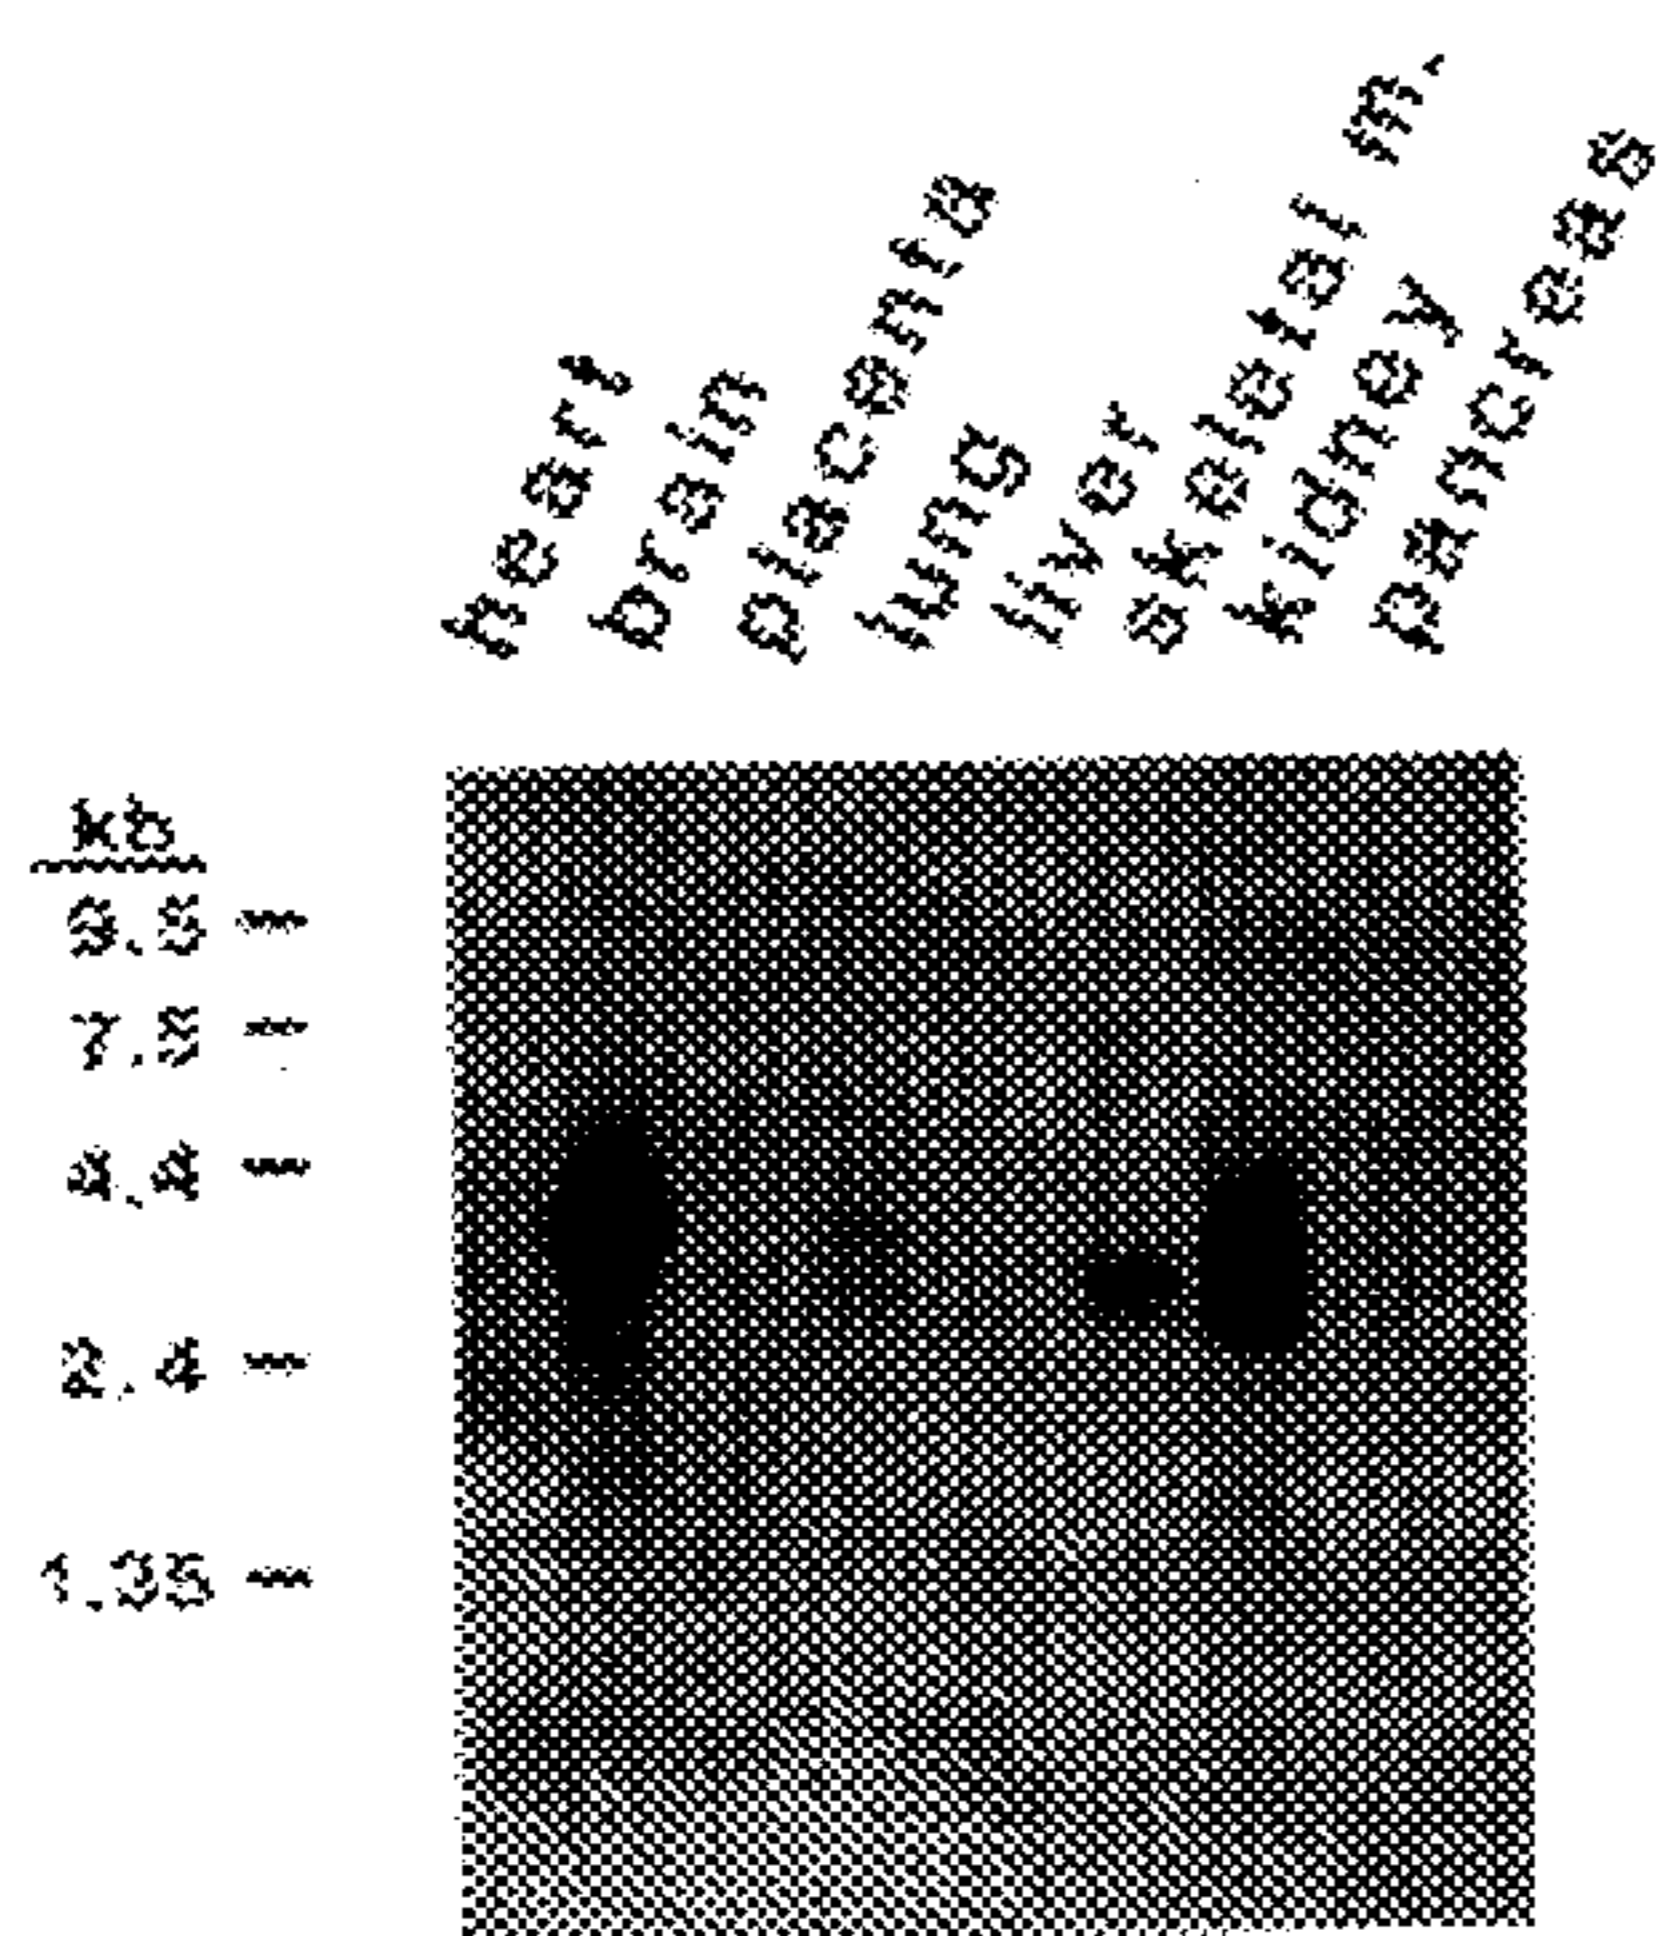 heart
brain
placenta
lung
liver
skeletal m.
kidney
pancreas
kb
9.5
7.5
4.4
2.4
1.35